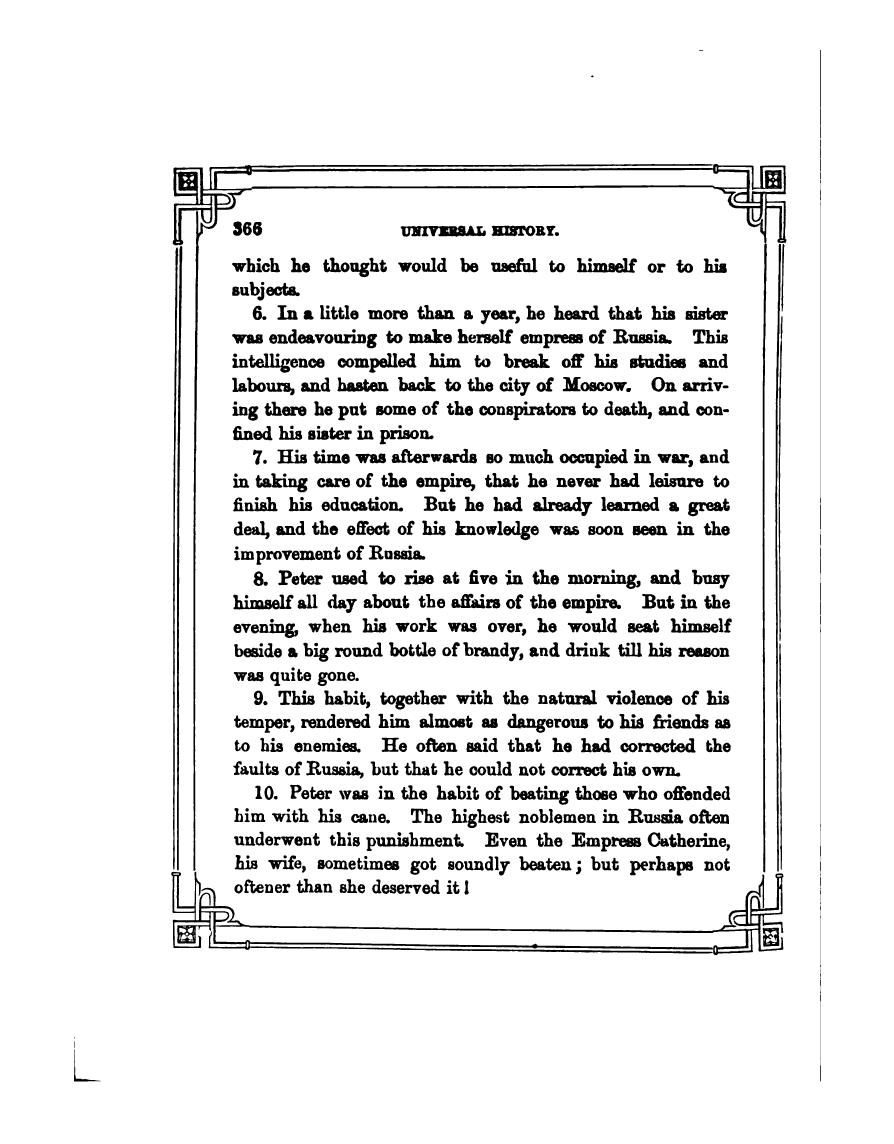 366 UNIVERSAL HISTORY.
which he thought would be useful to himself or to his
subjects.
6. In a little more than a year, he heard that his sister
was endeavouring to make herself empress of Russia. This
intelligence compelled him to break off his studies and
labours, and hasten back to the city of Moscow. On arriv-
ing there he put some of the conspirators to death, and con-
fined his sister in prison.
7. His time was afterwards so much occupied in war, and
in taking care of the empire, that he never had leisure to
finish his education. But he had already learned a great
deal, and the effect of his knowledge was soon seen in the
improvement of Russia.
8. Peter used to rise at five in the morning, and busy
himself all day about the affairs of the empire. But in the
evening, when his work was over, he would seat himself
beside a big round bottle of brandy, and drink till his reason
was quite gone.
9. This habit, together with the natural violence of his
temper, rendered him almost as dangerous to his friends as
to his enemies. He often said that he had corrected the
faults of Russia, but that he could not correct his own.
10. Peter was in the habit of beating those who offended
him with his cane. The highest noblemen in Russia often
underwent this punishment. Even the Empress Catherine,
his wife, sometimes got soundly beaten; but perhaps not
oftener than she deserved it!